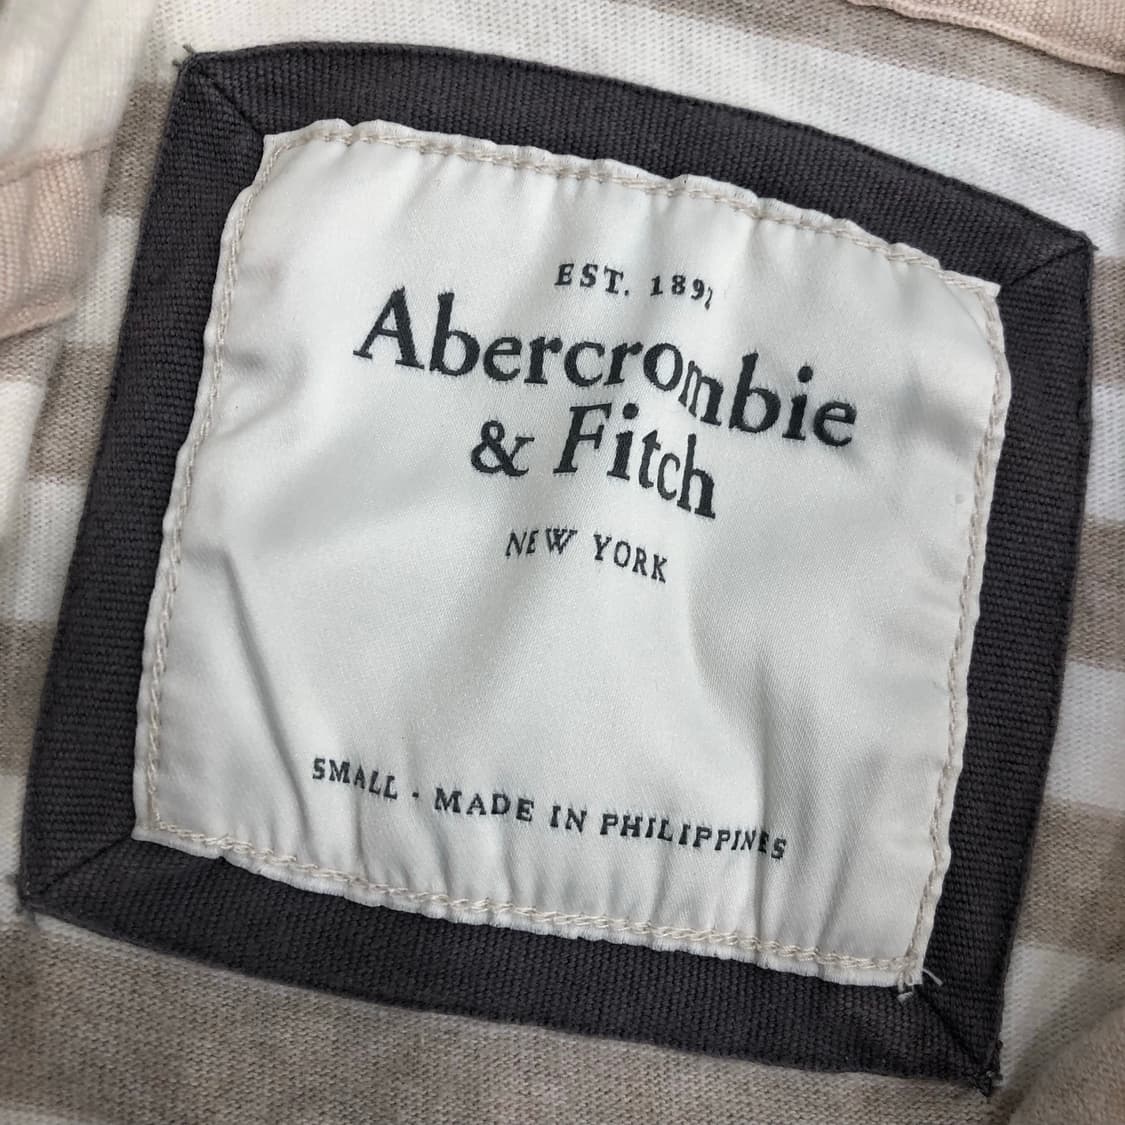 EST. 1892
Abercrombie
& Fitch
NEW YORK
SMALL - MADE IN PHILIPPINES